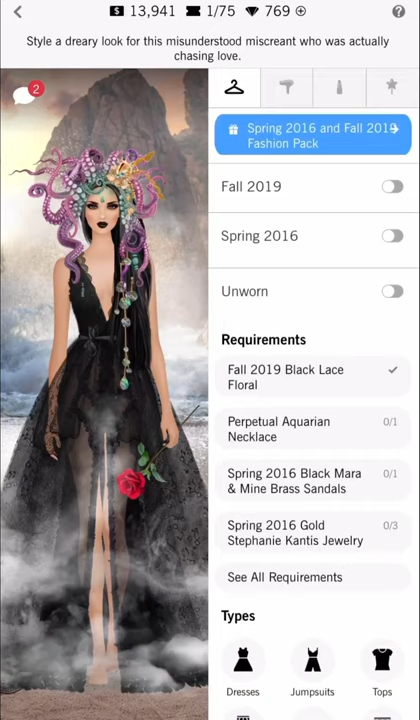 13,941 1/75 769
?
Style a dreary look for this misunderstood miscreant who was actually
chasing love.
2
Spring 2016 and Fall 2019
Fashion Pack
Fall 2019
Spring 2016
Unworn
Requirements
Fall 2019 Black Lace
Floral
Perpetual Aquarian
Necklace
0/1
Spring 2016 Black Mara
& Mine Brass Sandals
0/1
Spring 2016 Gold
Stephanie Kantis Jewelry
0/3
See All Requirements
Types
Dresses Jumpsuits Tops